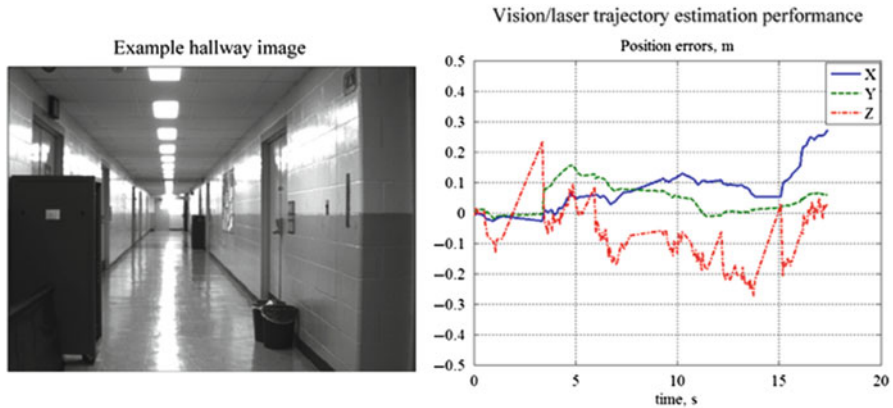 Example hallway image
Vision/laser trajectory estimation performance
Position errors, m
X
Y
Z
0.5
0.4
0.3
0.2
0.1
0
−0.1
−0.2
−0.3
−0.4
−0.5
0 5 10 15 20
time, s